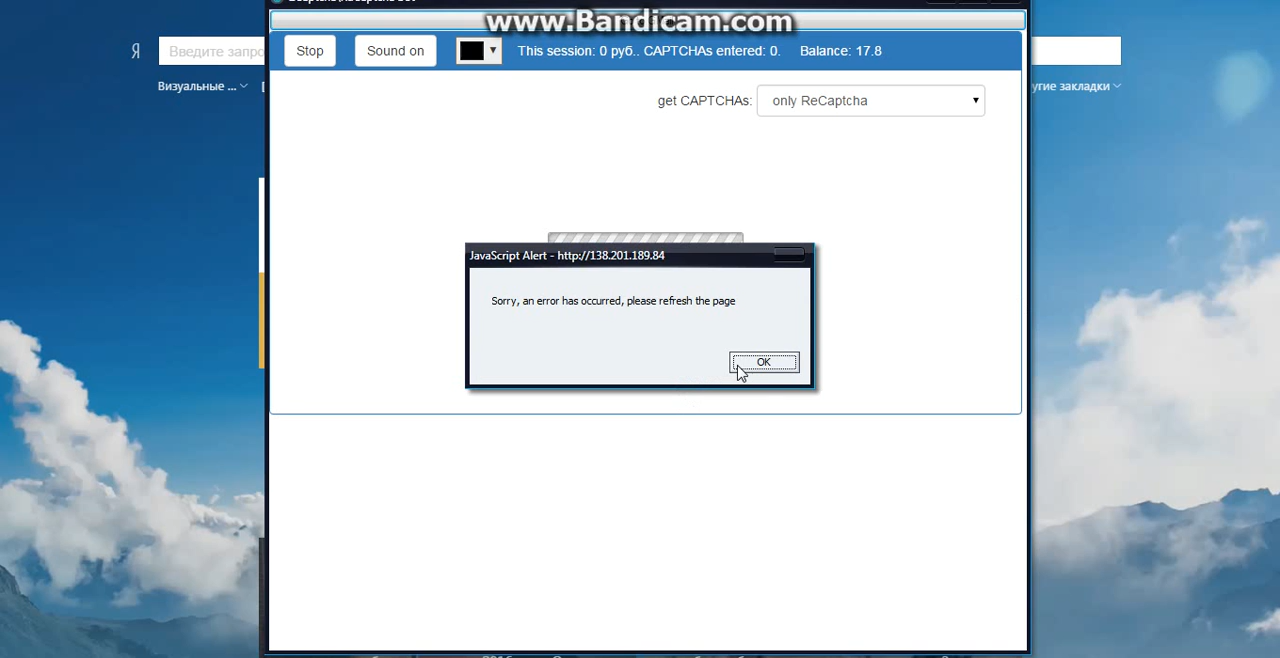 www.Bandicam.com
Я
Введите запро
Stop
Sound on
This session: 0 руб.. CAPTCHAs entered: 0. Balance: 17.8
Визуальные ...
угие закладки
get CAPTCHAs:
only ReCaptcha
JavaScript Alert - http://138.201.189.84
Sorry, an error has occurred, please refresh the page
OK